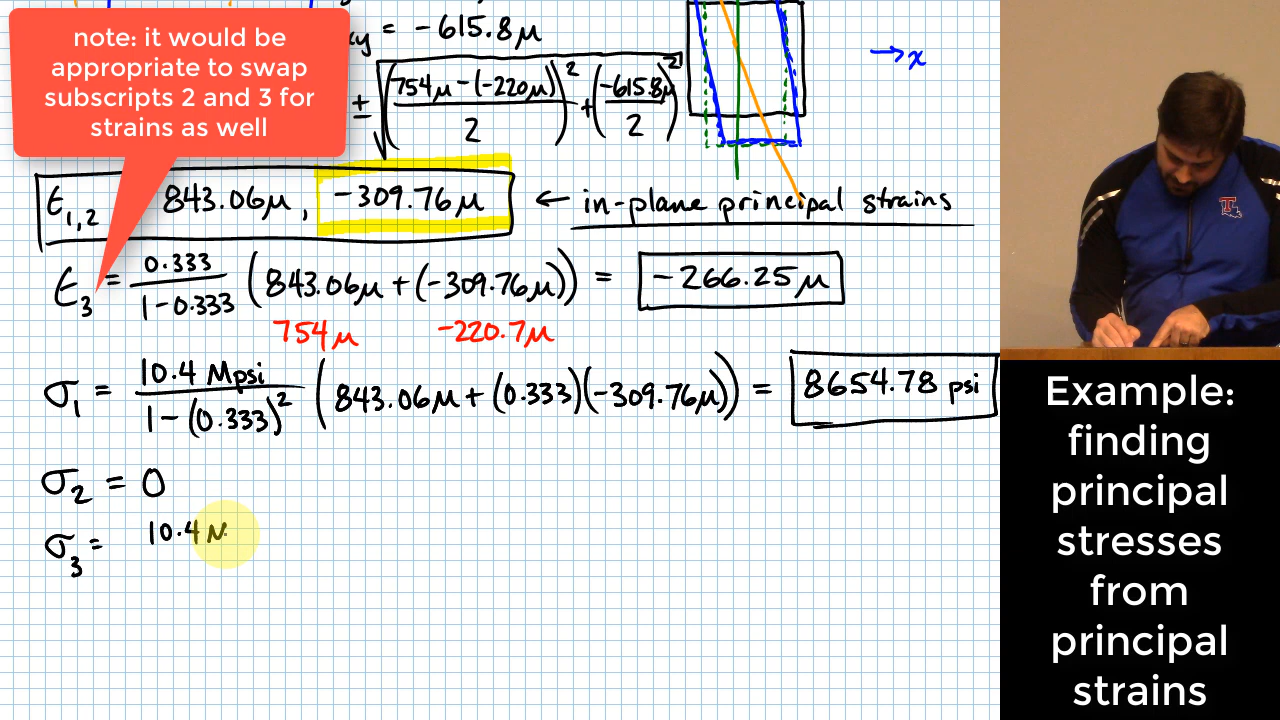 note: it would be
appropriate to swap
subscripts 2 and 3 for
strains as well
xy = -615.8μ
± √((754μ-(-220μ))/2)² + (-615.8μ/2)²
→x
ϵ1,2 843.06μ, -309.76μ ← in-plane principal strains
ϵ3 = 0.333/(1-0.333) (843.06μ+(-309.76μ)) = -266.25μ
754μ -220.7μ
σ1 = 10.4 Mpsi/(1-(0.333)²) (843.06μ+(0.333)(-309.76μ)) = 8654.78 psi
σ2 = 0
σ3 = 10.4 M
T
Example:
finding
principal
stresses
from
principal
strains